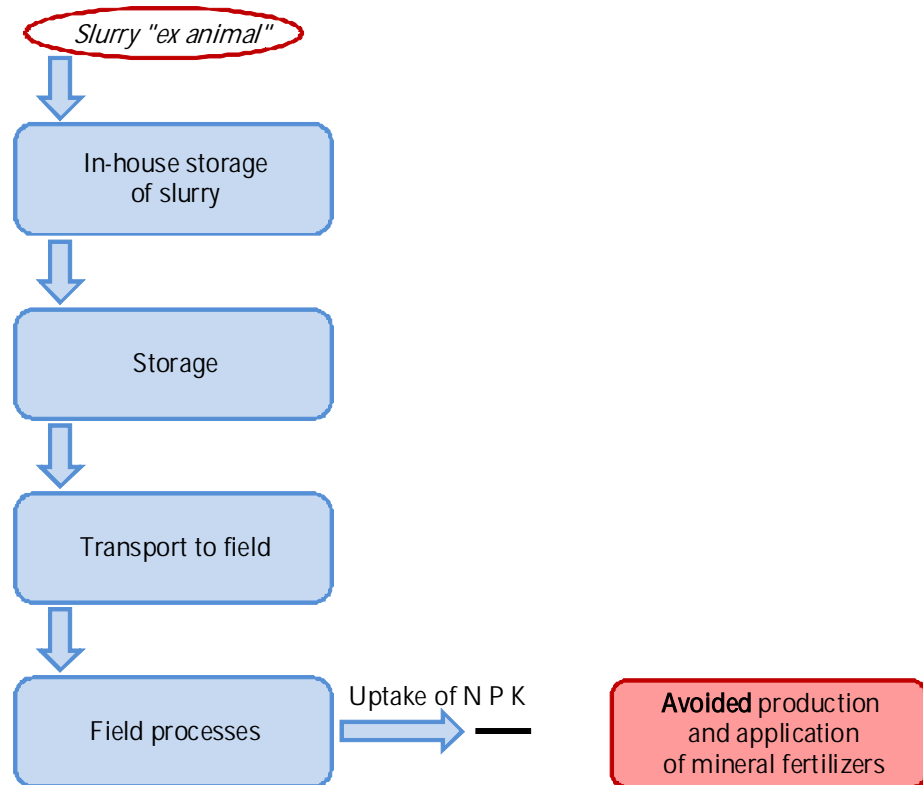 Slurry "ex animal"
In-house storage
of slurry
Storage
Transport to field
Field processes
Uptake of N P K
Avoided production
and application
of mineral fertilizers